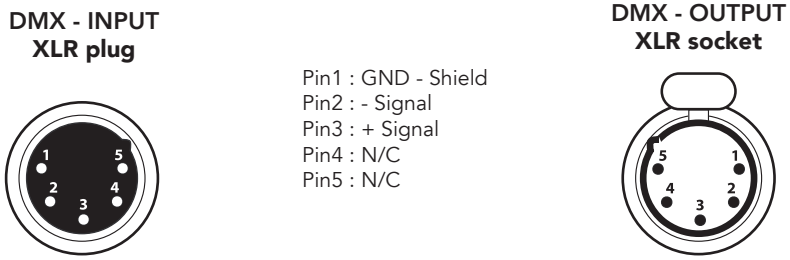 DMX - INPUT
XLR plug
1
5
2
4
3
Pin1 : GND - Shield
Pin2 : - Signal
Pin3 : + Signal
Pin4 : N/C
Pin5 : N/C
DMX - OUTPUT
XLR socket
5
1
4
2
3